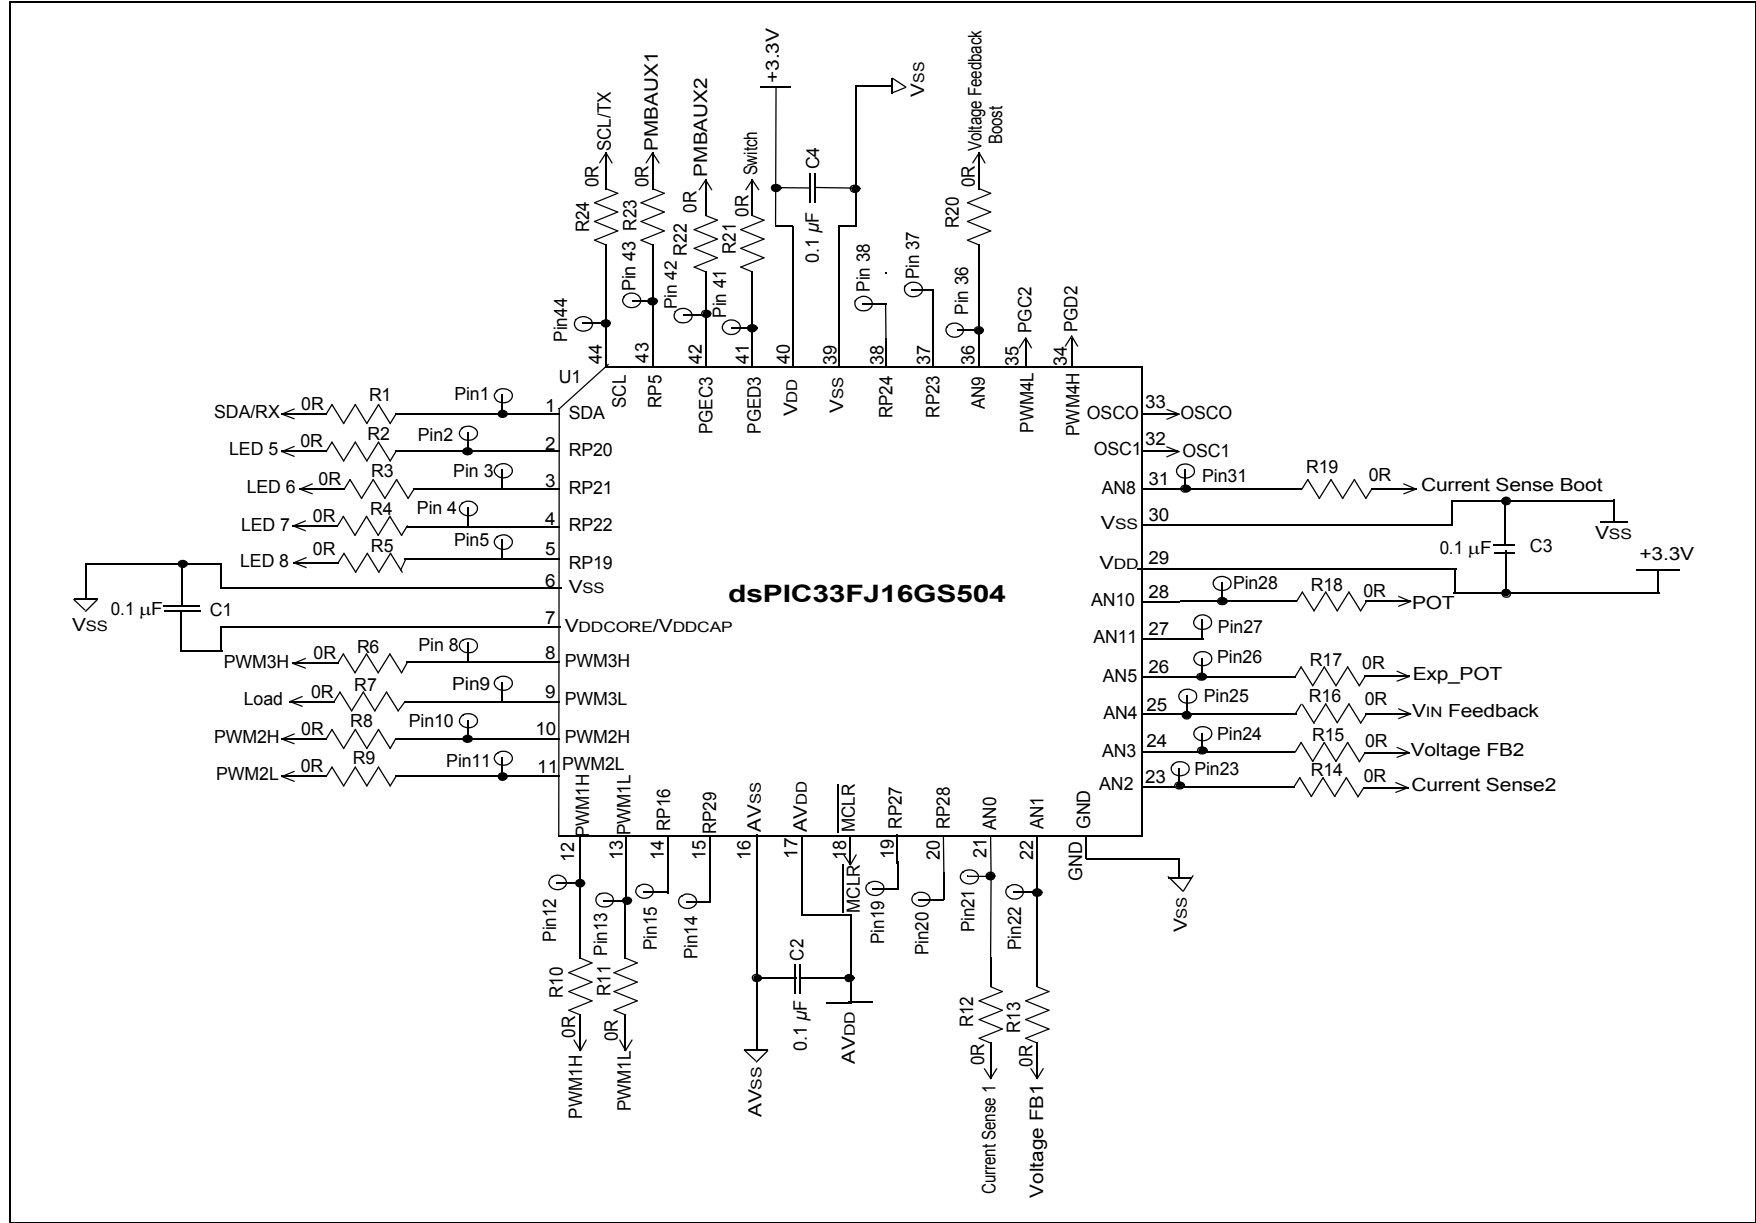 SCL/TX
PMBAUX1
PMBAUX2
Switch
+3.3V
VSS
Voltage Feedback
Boost
0R
0R
0R
0R
0R
R24
R23
R22
R21
C4
0.1 µF
R20
Pin44
Pin 43
Pin 42
Pin 41
Pin 38
Pin 37
Pin 36
PGC2
PGD2
44
43
42
41
40
39
38
37
36
35
34
U1
SCL
RP5
PGEC3
PGED3
VDD
VSS
RP24
RP23
AN9
PWM4L
PWM4H
SDA/RX 0R R1 Pin1 1 SDA
LED 5 0R R2 Pin2 2 RP20
LED 6 0R R3 Pin 3 3 RP21
LED 7 0R R4 Pin 4 4 RP22
LED 8 0R R5 Pin5 5 RP19
6 VSS
VSS 0.1 µF C1
7 VDDCORE/VDDCAP
PWM3H 0R R6 Pin 8 8 PWM3H
Load 0R R7 Pin9 9 PWM3L
PWM2H 0R R8 Pin10 10 PWM2H
PWM2L 0R R9 Pin11 11 PWM2L
dsPIC33FJ16GS504
OSCO 33 OSCO
OSC1 32 OSC1
AN8 31 Pin31 R19 0R Current Sense Boot
VSS 30 VSS
0.1 µF C3 +3.3V
VDD 29
AN10 28 Pin28 R18 0R POT
AN11 27 Pin27
AN5 26 Pin26 R17 0R Exp_POT
AN4 25 Pin25 R16 0R VIN Feedback
AN3 24 Pin24 R15 0R Voltage FB2
AN2 23 Pin23 R14 0R Current Sense2
PWM1H
PWM1L
RP16
RP29
AVSS
AVDD
MCLR
RP27
RP28
AN0
AN1
GND
12
13
14
15
16
17
18
19
20
21
22
GND
VSS
MCLR
Pin12
Pin13
Pin15
Pin14
Pin19
Pin20
Pin21
Pin22
R10
R11
C2
0.1 µF
R12
R13
0R
0R
0R
0R
PWM1H
PWM1L
AVSS
AVDD
Current Sense 1
Voltage FB1